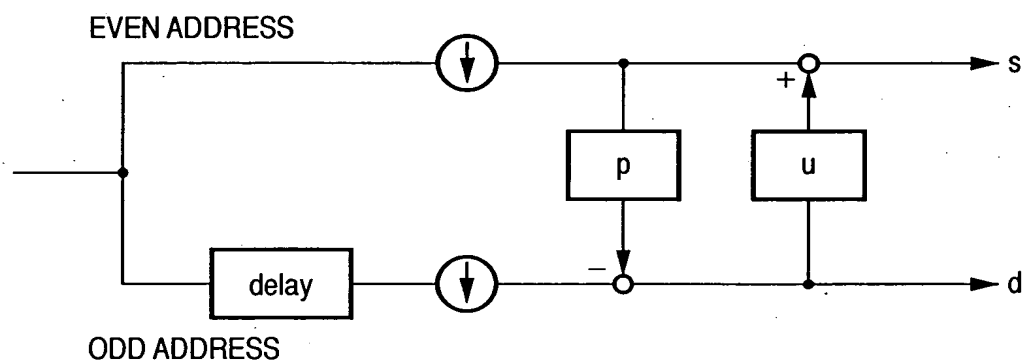 EVEN ADDRESS
s
+
p
u
delay
−
d
ODD ADDRESS